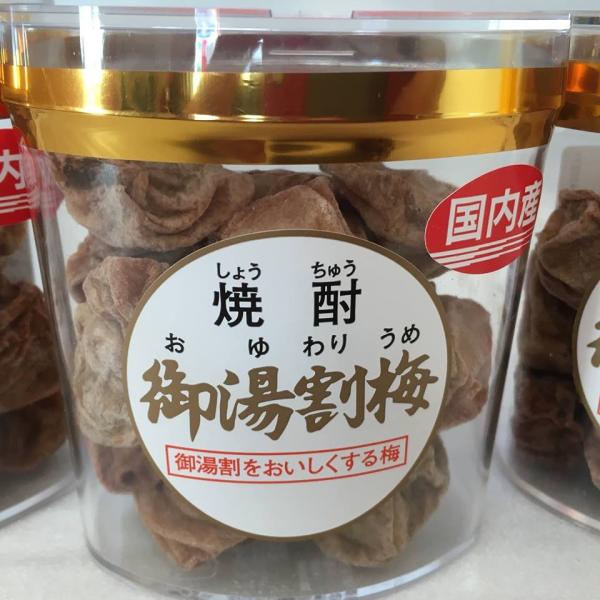 国内産
しょう ちゅう
焼 酎
お ゆ わり うめ
御湯割梅
御湯割をおいしくする梅
内